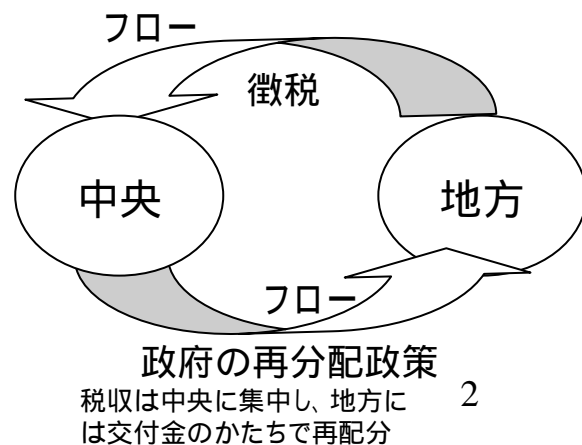 フロー
徴税
中央
地方
フロー
政府の再分配政策
税収は中央に集中し、地方に
は交付金のかたちで再配分
2